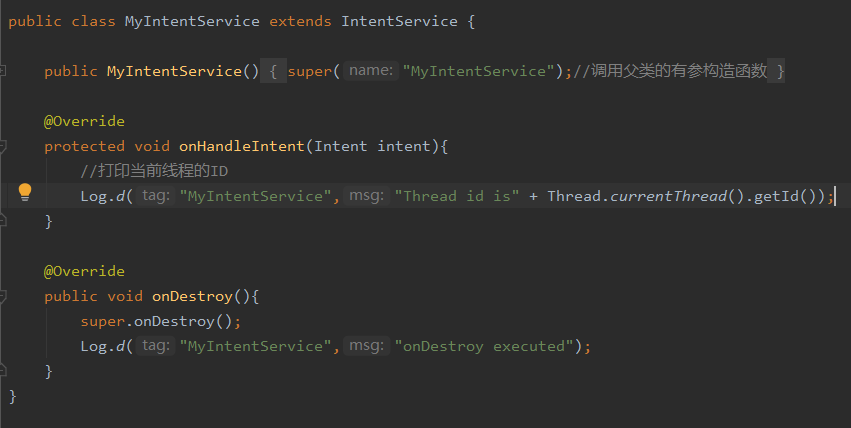 public class MyIntentService extends IntentService {
public MyIntentService() { super( name: "MyIntentService");//调用父类的有参构造函数 }
@Override
protected void onHandleIntent(Intent intent){
//打印当前线程的ID
Log.d( tag: "MyIntentService", msg: "Thread id is" + Thread.currentThread().getId());
}
@Override
public void onDestroy(){
super.onDestroy();
Log.d( tag: "MyIntentService", msg: "onDestroy executed");
}
}